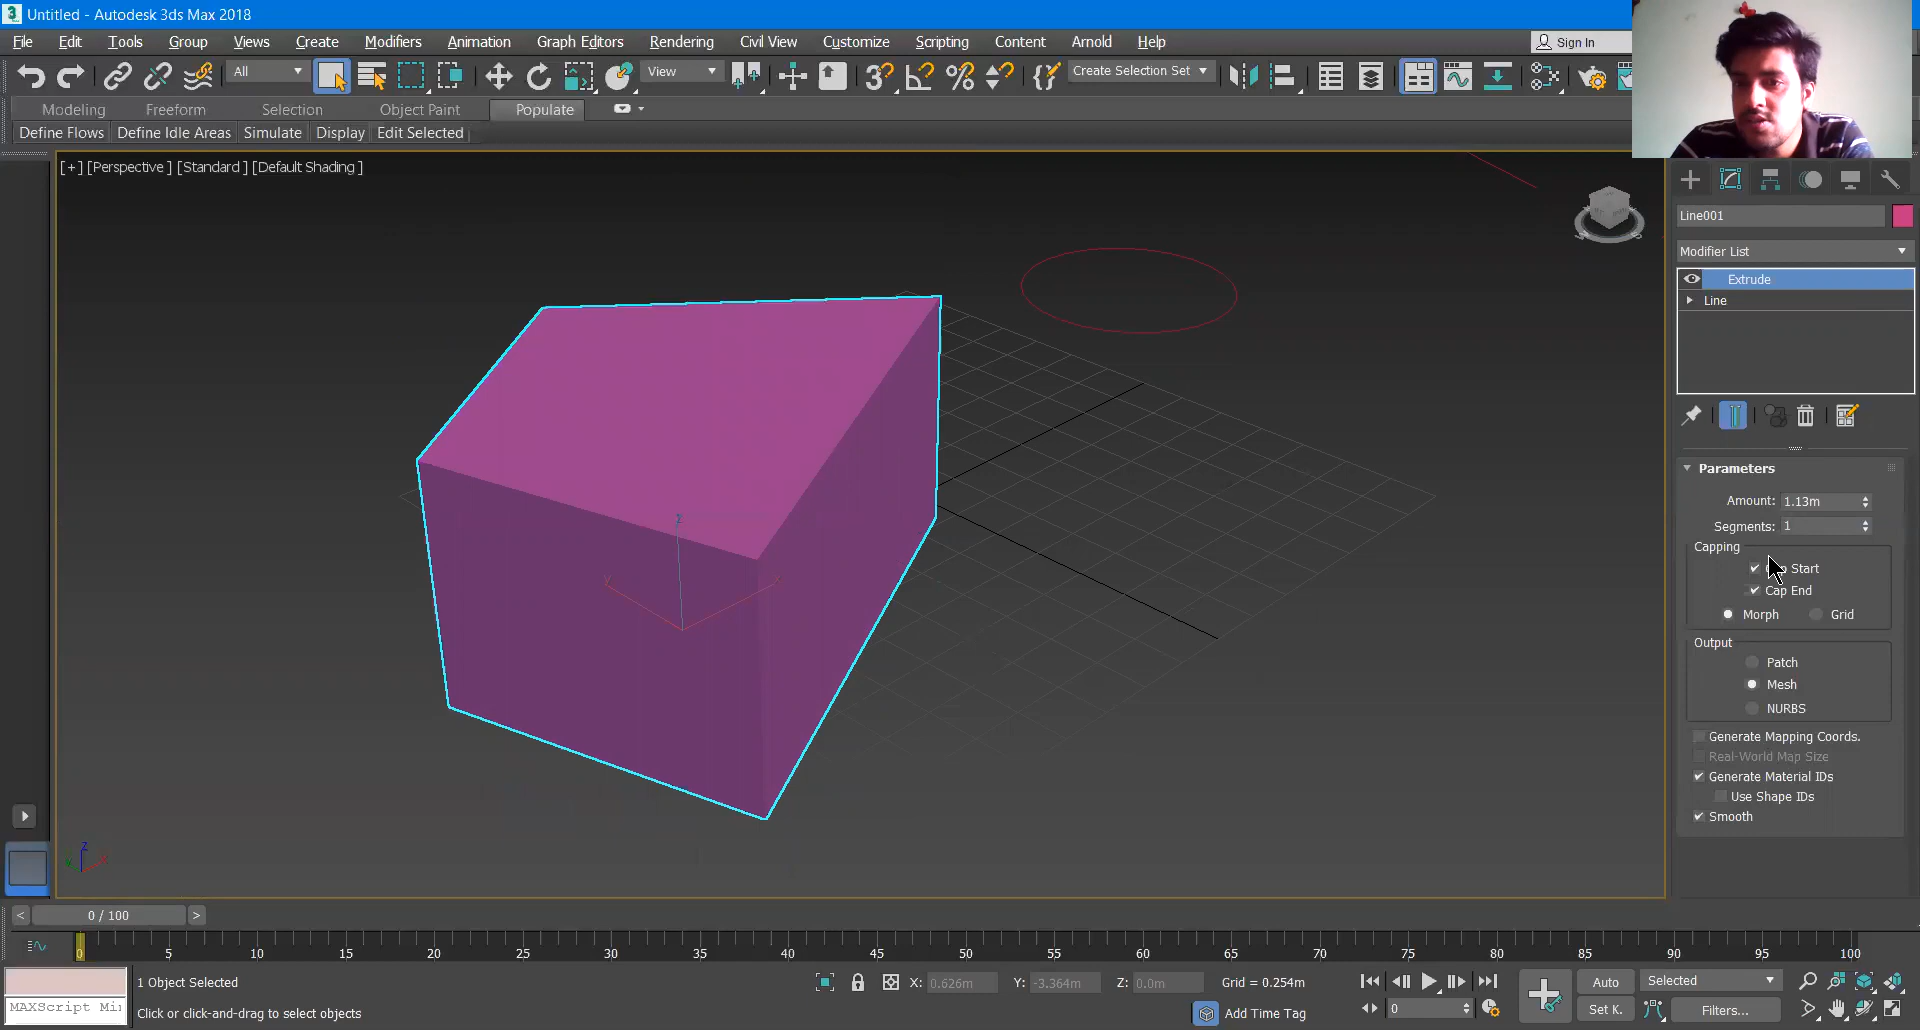 Untitled - Autodesk 3ds Max 2018
File Edit Tools Group Views Create Modifiers Animation Graph Editors Rendering Civil View Customize Scripting Content Arnold Help Sign In
All View Create Selection Set
Modeling Freeform Selection Object Paint Populate
Define Flows Define Idle Areas Simulate Display Edit Selected
[+] [Perspective ] [Standard ] [Default Shading ]
Line001
Modifier List
Extrude
Line
Parameters
Amount: 1.13m
Segments: 1
Capping
Start
Cap End
Morph Grid
Output
Patch
Mesh
NURBS
Generate Mapping Coords.
Real-World Map Size
Generate Material IDs
Use Shape IDs
Smooth
< 0 / 100 >
0 5 10 15 20 25 30 35 40 45 50 55 60 65 70 75 80 85 90 95 100
1 Object Selected X: 0.626m Y: -3.364m Z: 0.0m Grid = 0.254m Auto Selected
MAXScript Mi Click or click-and-drag to select objects Add Time Tag 0 Set K. Filters...